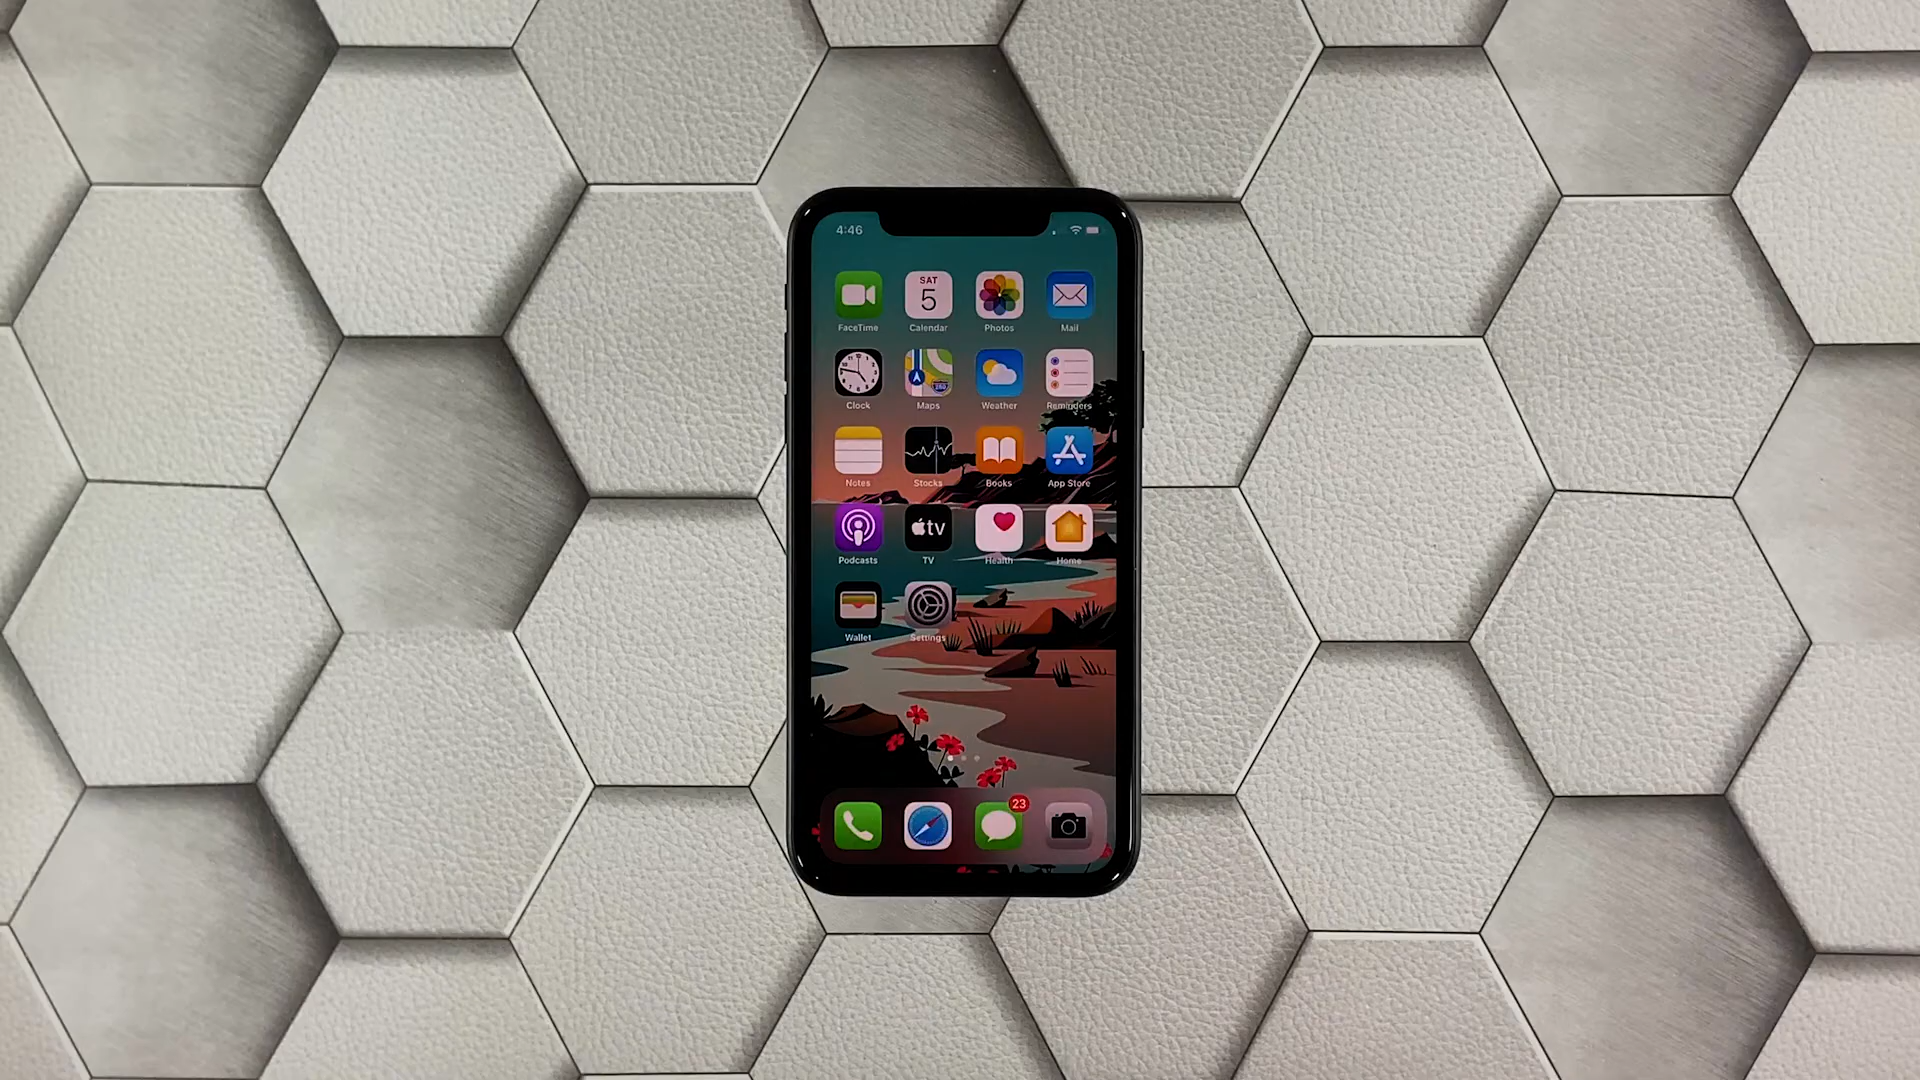 4:46
SAT
5
FaceTime Calendar Photos Mail
Clock Maps Weather Reminders
Notes Stocks Books App Store
tv
Podcasts TV Health Home
Wallet Settings
23